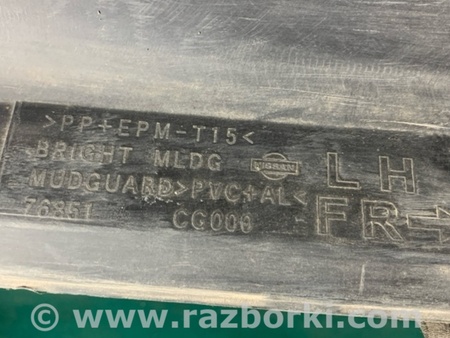 >PP+EPM-T15<
BRIGHT MLDG NISSAN LH
MUDGUARD>PVC+AL<
76851 CG000 FR→
www.razborki.com